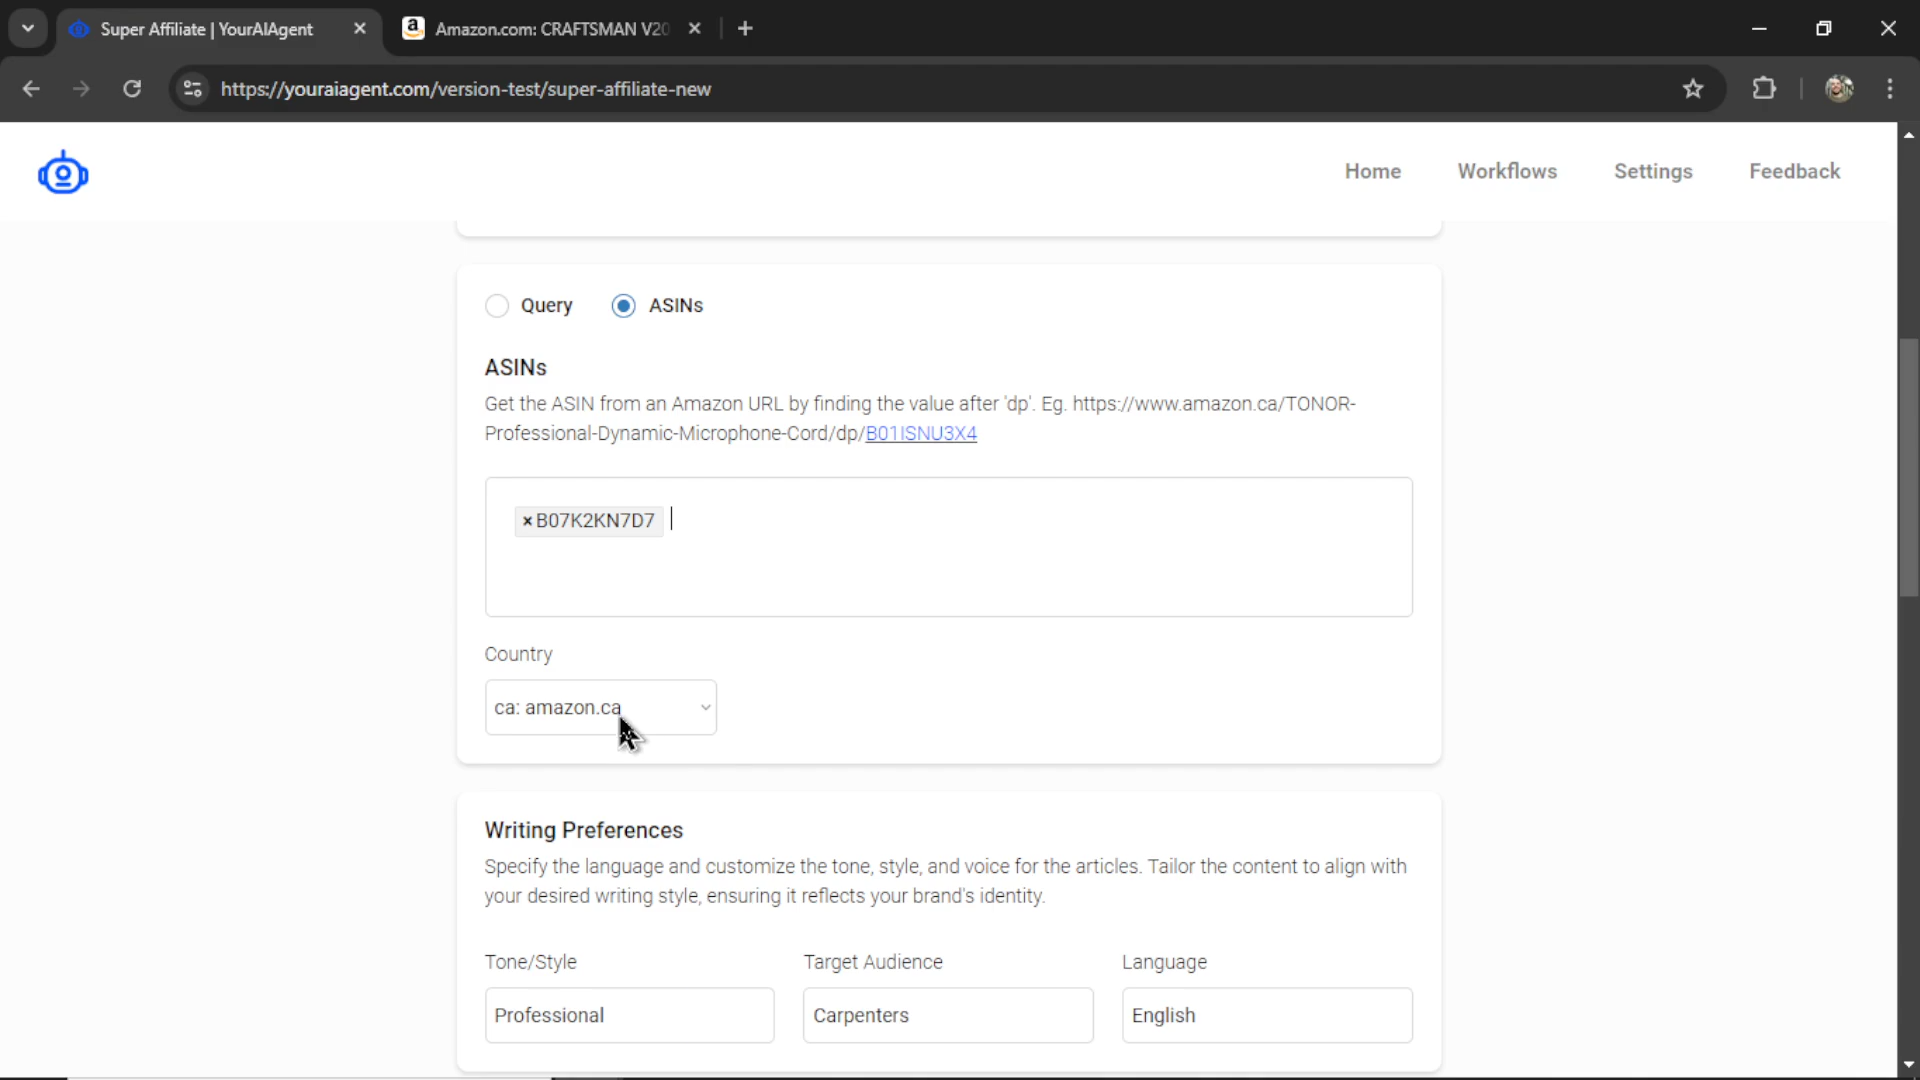 Super Affiliate | YourAIAgent
Amazon.com: CRAFTSMAN V20
https://youraiagent.com/version-test/super-affiliate-new
Home Workflows Settings Feedback
Query ASINs
ASINs
Get the ASIN from an Amazon URL by finding the value after 'dp'. Eg. https://www.amazon.ca/TONOR-
Professional-Dynamic-Microphone-Cord/dp/B01ISNU3X4
×B07K2KN7D7
Country
ca: amazon.ca
Writing Preferences
Specify the language and customize the tone, style, and voice for the articles. Tailor the content to align with
your desired writing style, ensuring it reflects your brand's identity.
Tone/Style Target Audience Language
Professional Carpenters English